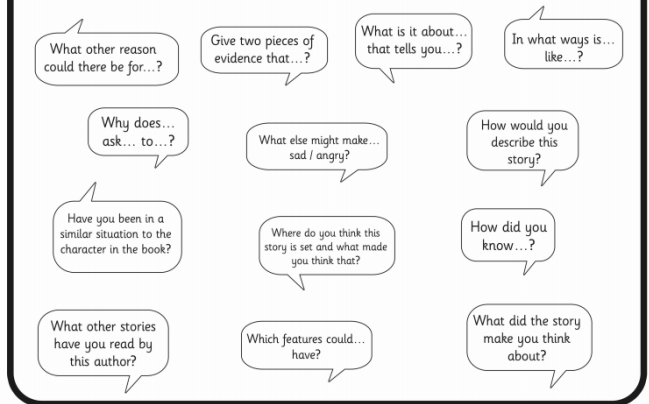 What other reason
could there be for...?
Give two pieces of
evidence that...?
What is it about...
that tells you...?
In what ways is...
like...?
Why does...
ask... to...?
What else might make...
sad / angry?
How would you
describe this
story?
Have you been in a
similar situation to the
character in the book?
Where do you think this
story is set and what made
you think that?
How did you
know...?
What other stories
have you read by
this author?
Which features could...
have?
What did the story
make you think
about?